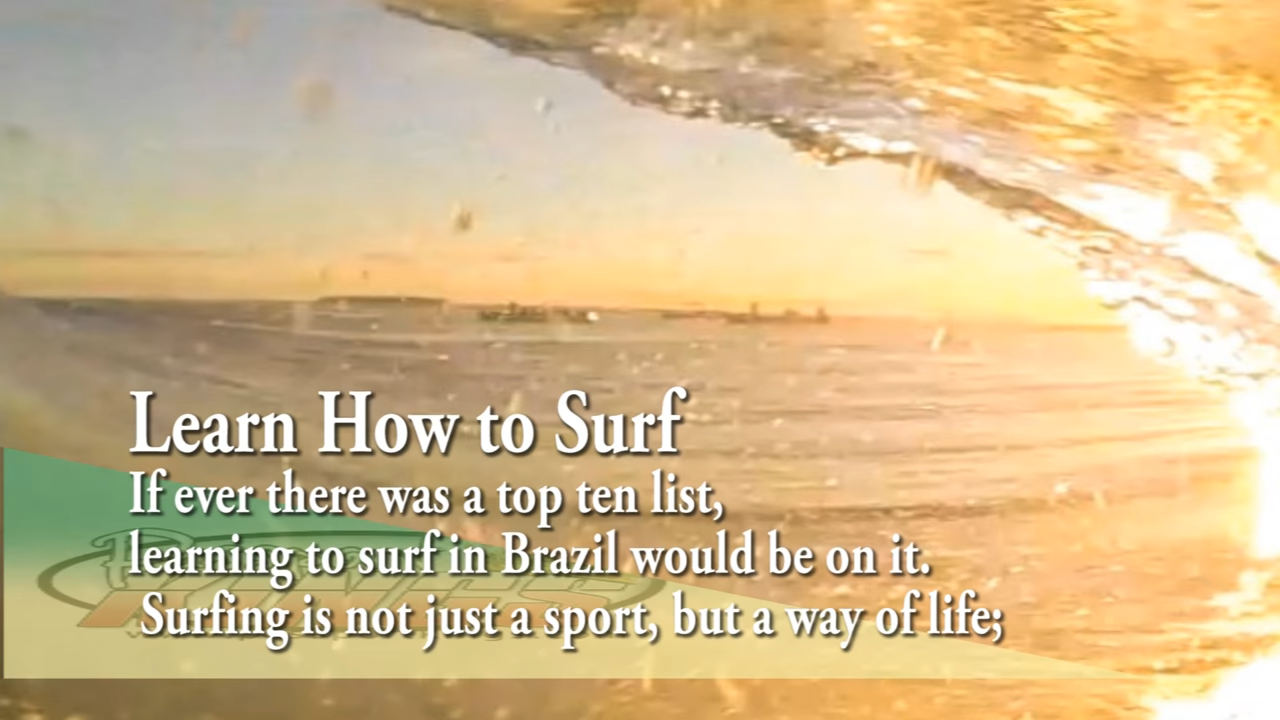 Learn How to Surf
If ever there was a top ten list,
learning to surf in Brazil would be on it.
Surfing is not just a sport, but a way of life;